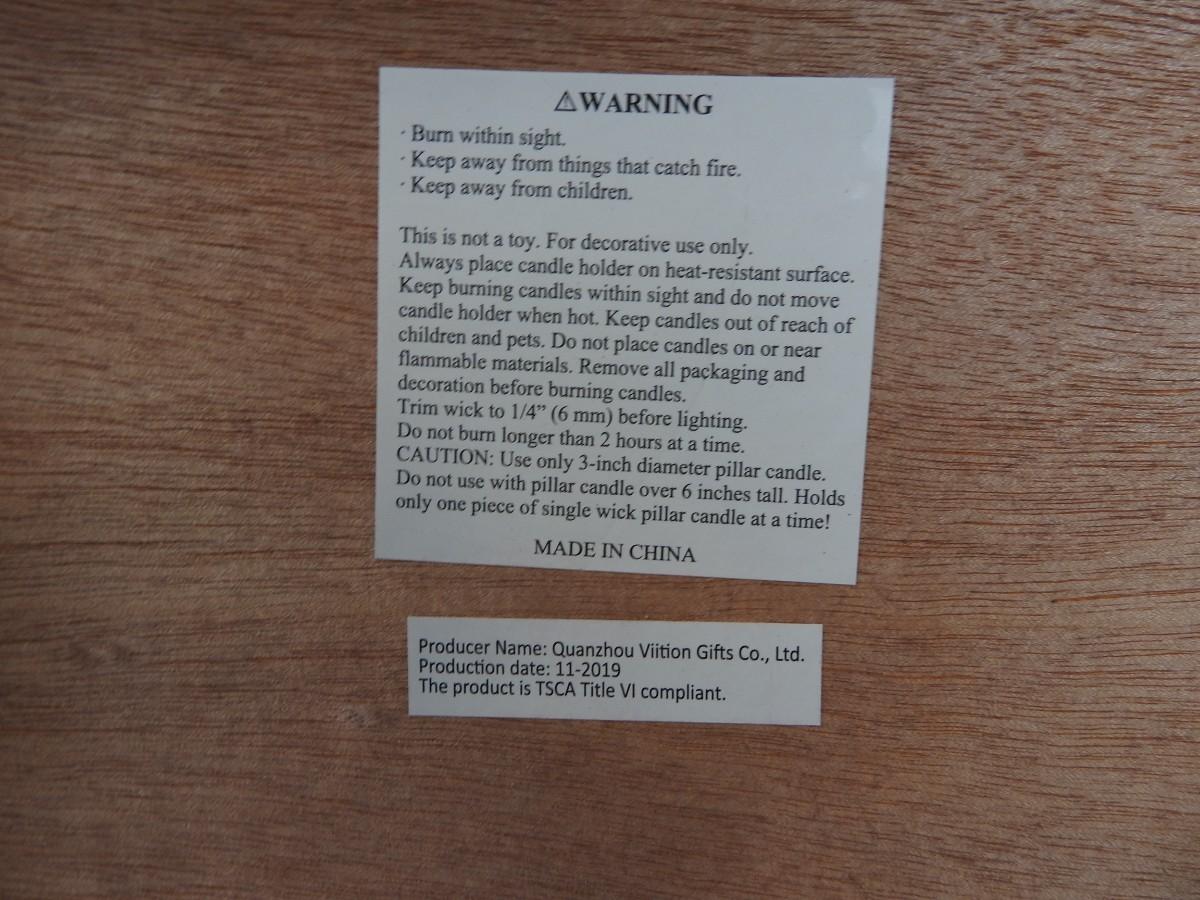 ⚠WARNING
· Burn within sight.
· Keep away from things that catch fire.
· Keep away from children.
This is not a toy. For decorative use only.
Always place candle holder on heat-resistant surface.
Keep burning candles within sight and do not move
candle holder when hot. Keep candles out of reach of
children and pets. Do not place candles on or near
flammable materials. Remove all packaging and
decoration before burning candles.
Trim wick to 1/4” (6 mm) before lighting.
Do not burn longer than 2 hours at a time.
CAUTION: Use only 3-inch diameter pillar candle.
Do not use with pillar candle over 6 inches tall. Holds
only one piece of single wick pillar candle at a time!
MADE IN CHINA
Producer Name: Quanzhou Viition Gifts Co., Ltd.
Production date: 11-2019
The product is TSCA Title VI compliant.